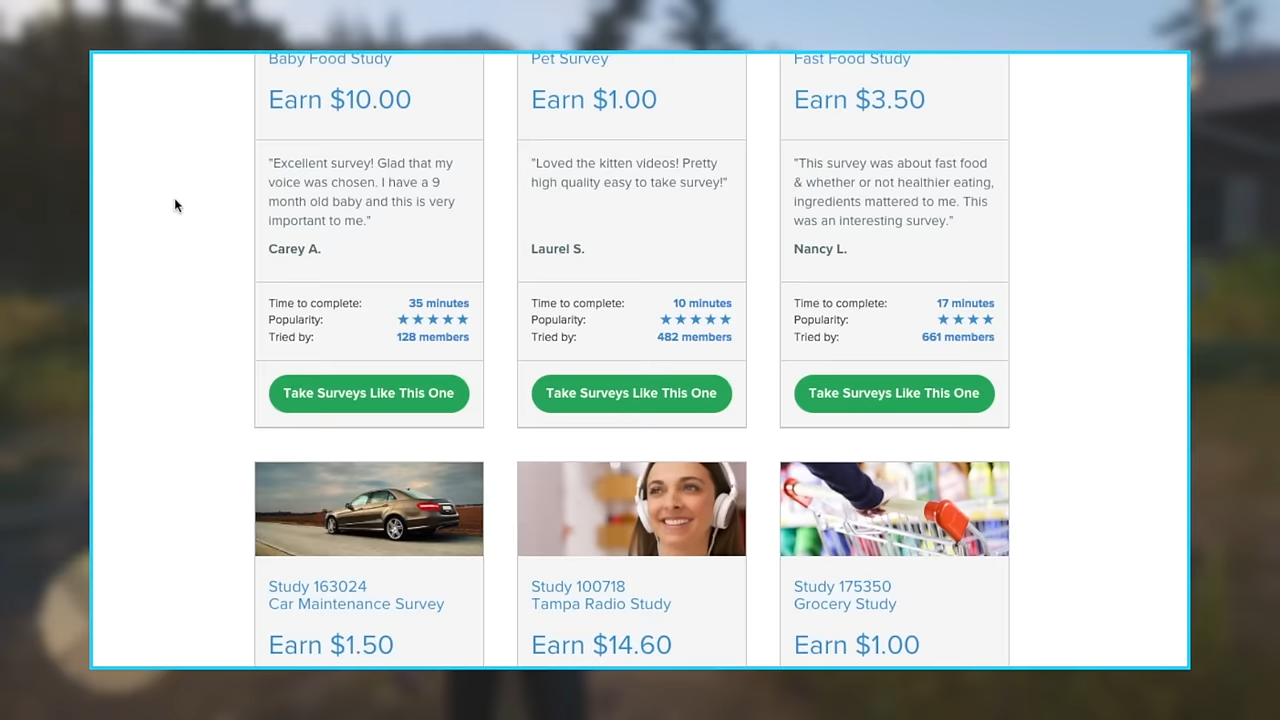 Baby Food Study
Earn $10.00
"Excellent survey! Glad that my
voice was chosen. I have a 9
month old baby and this is very
important to me."
Carey A.
Time to complete: 35 minutes
Popularity: ★★★★★
Tried by: 128 members
Take Surveys Like This One
Pet Survey
Earn $1.00
"Loved the kitten videos! Pretty
high quality easy to take survey!"
Laurel S.
Time to complete: 10 minutes
Popularity: ★★★★★
Tried by: 482 members
Take Surveys Like This One
Fast Food Study
Earn $3.50
"This survey was about fast food
& whether or not healthier eating,
ingredients mattered to me. This
was an interesting survey."
Nancy L.
Time to complete: 17 minutes
Popularity: ★★★★
Tried by: 661 members
Take Surveys Like This One
Study 163024
Car Maintenance Survey
Earn $1.50
Study 100718
Tampa Radio Study
Earn $14.60
Study 175350
Grocery Study
Earn $1.00